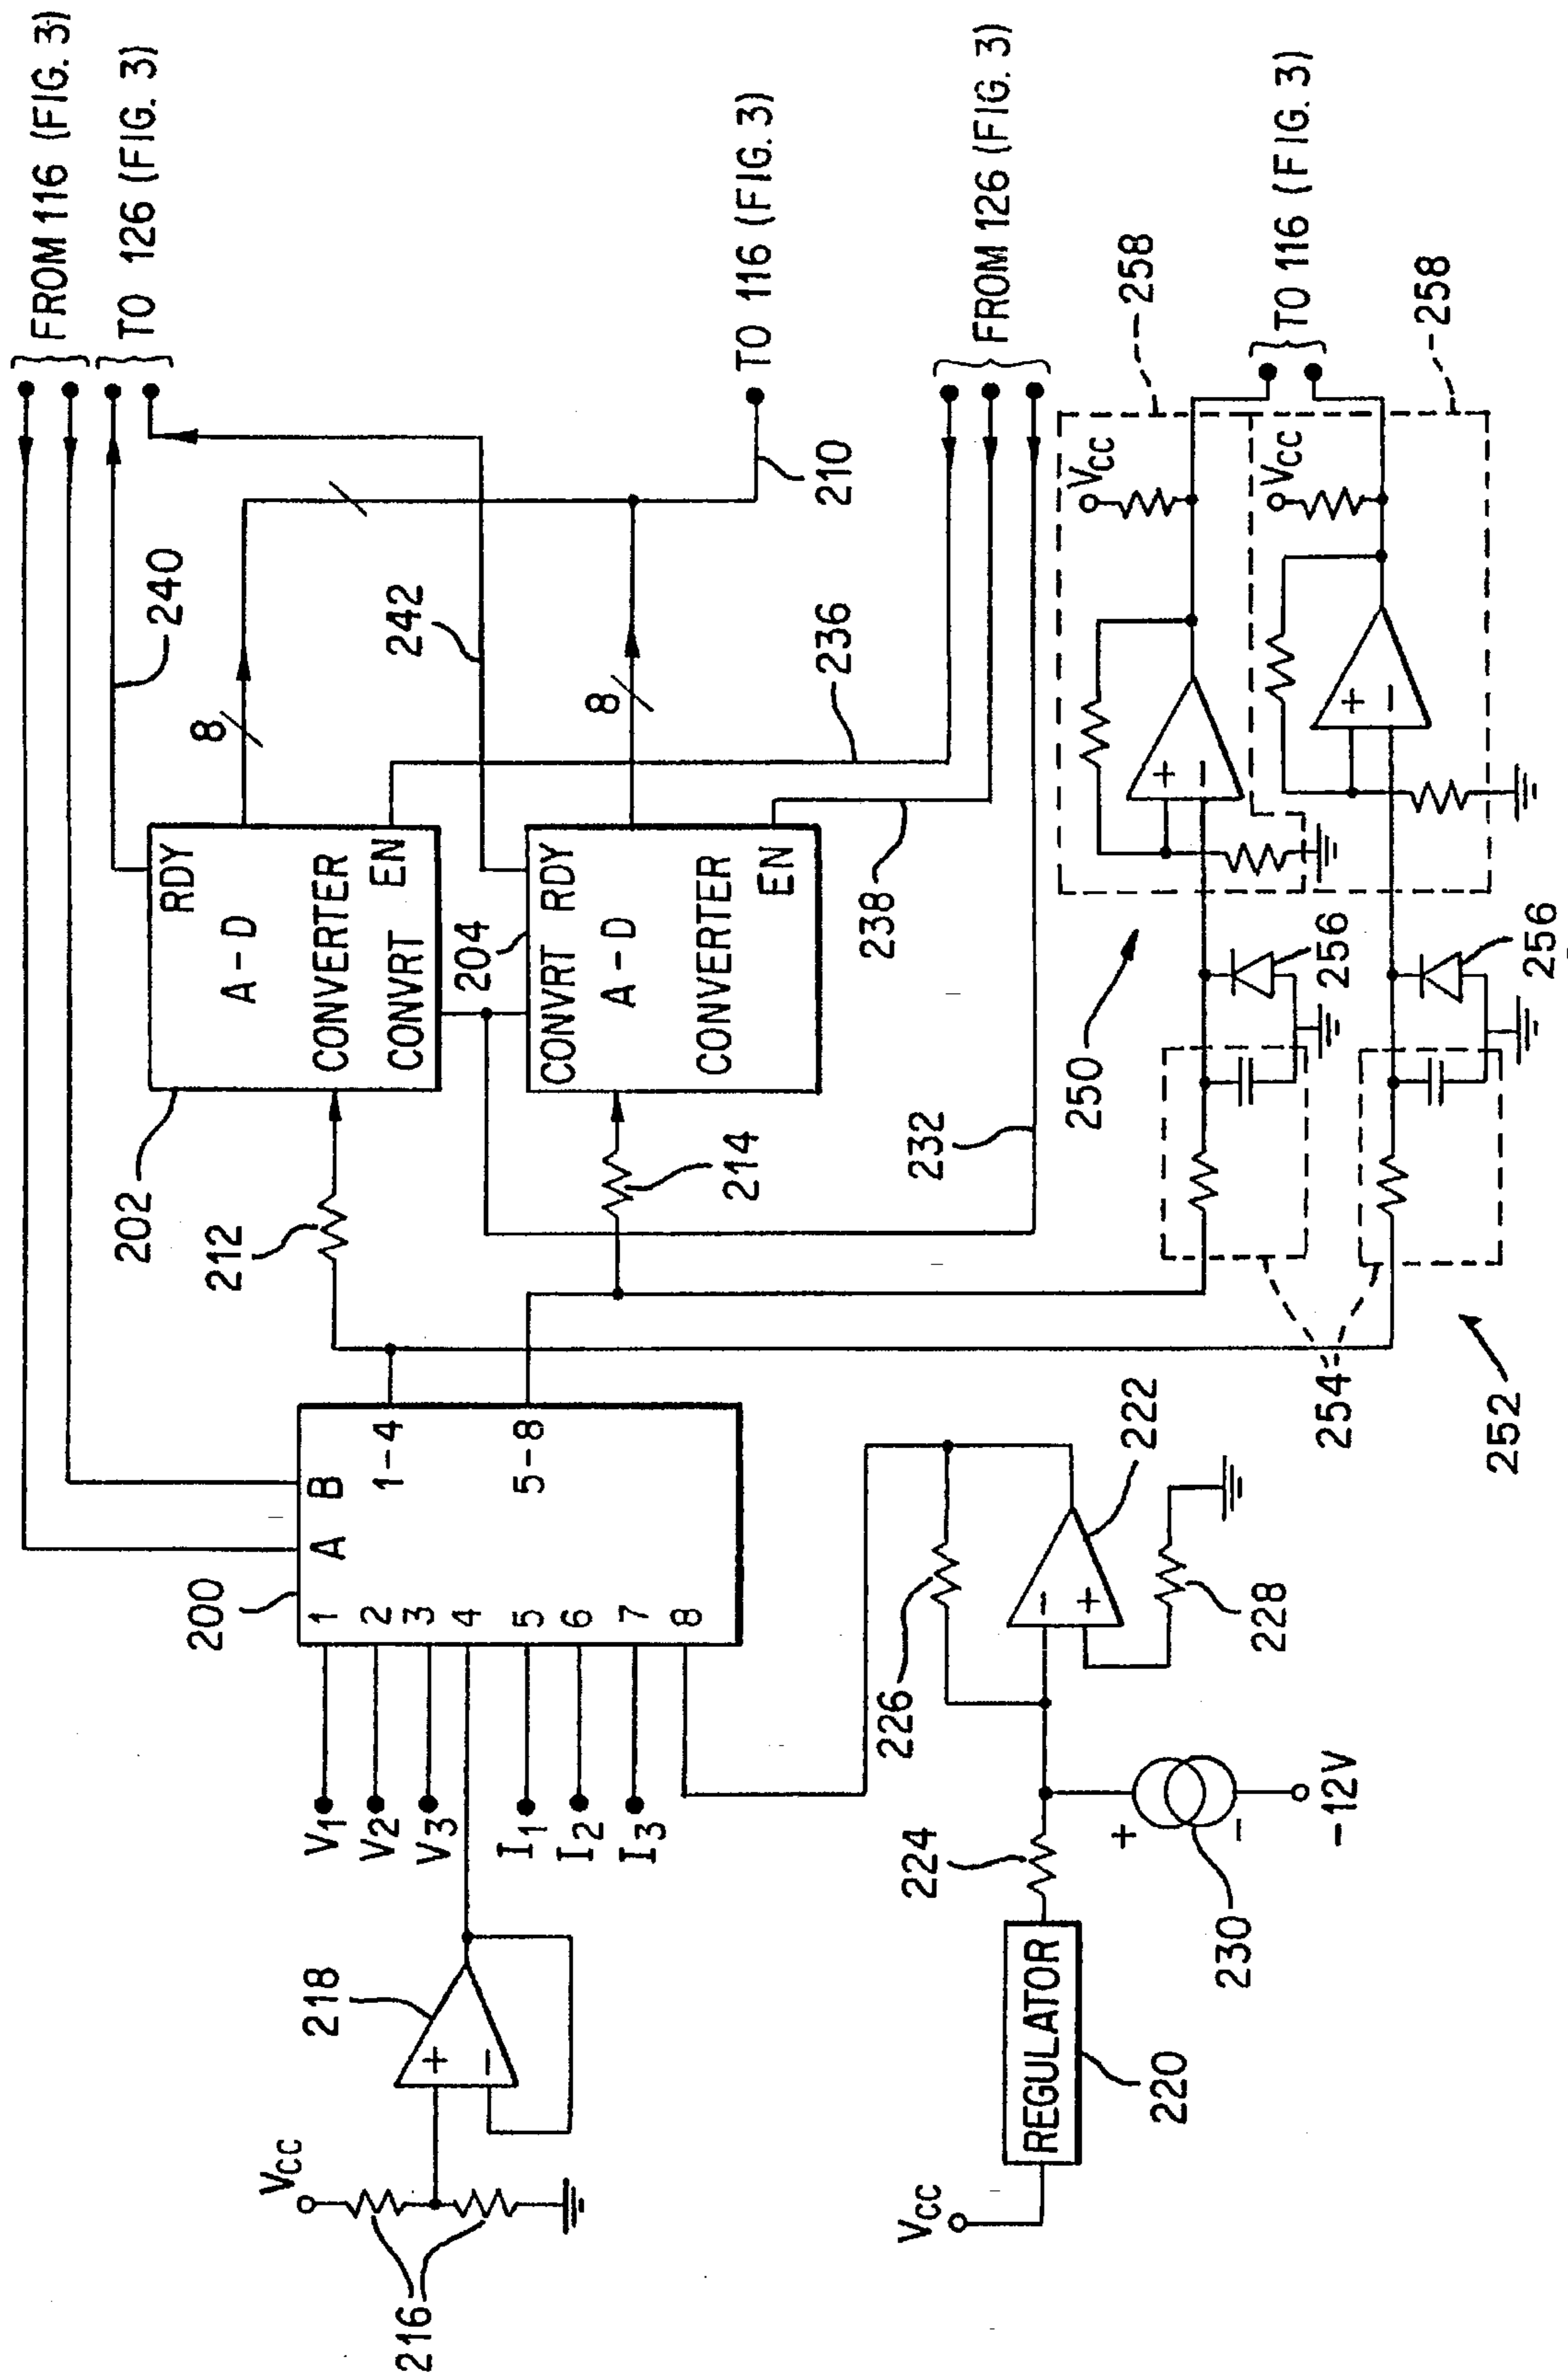 FROM 116 (FIG. 3)
TO 126 (FIG. 3)
240
RDY
A-D
CONVERTER
CONVRT
EN
8
202
212
242
204
CONVRT
RDY
A-D
CONVERTER
EN
8
210
TO 116 (FIG. 3)
214
236
238
232
FROM 126 (FIG. 3)
200
A
B
1
2
3
4
5
6
7
8
1-4
5-8
V1
V2
V3
I1
I2
I3
VCC
216
218
+
−
VCC
REGULATOR
220
224
226
−
+
222
228
+
−
230
-12V
250
252
254
256
256
258
VCC
+
−
VCC
+
−
258
TO 116 (FIG. 3)